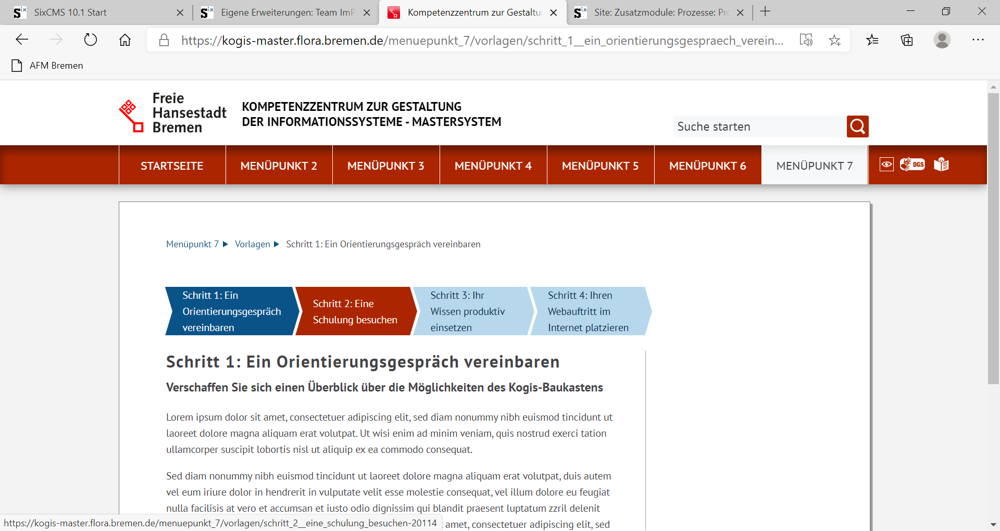 SixCMS 10.1 Start
Eigene Erweiterungen: Team ImP
Kompetenzzentrum zur Gestaltu
Site: Zusatzmodule: Prozesse: Pr
https://kogis-master.flora.bremen.de/menuepunkt_7/vorlagen/schritt_1__ein_orientierungsgespraech_verein...
AFM Bremen
Freie
Hansestadt
Bremen
KOMPETENZZENTRUM ZUR GESTALTUNG
DER INFORMATIONSSYSTEME - MASTERSYSTEM
Suche starten
STARTSEITE MENÜPUNKT 2 MENÜPUNKT 3 MENÜPUNKT 4 MENÜPUNKT 5 MENÜPUNKT 6 MENÜPUNKT 7 DGS
Menüpunkt 7 Vorlagen Schritt 1: Ein Orientierungsgespräch vereinbaren
Schritt 1: Ein
Orientierungsgespräch
vereinbaren
Schritt 2: Eine
Schulung besuchen
Schritt 3: Ihr
Wissen produktiv
einsetzen
Schritt 4: Ihren
Webauftritt im
Internet platzieren
Schritt 1: Ein Orientierungsgespräch vereinbaren
Verschaffen Sie sich einen Überblick über die Möglichkeiten des Kogis-Baukastens
Lorem ipsum dolor sit amet, consectetuer adipiscing elit, sed diam nonummy nibh euismod tincidunt ut
laoreet dolore magna aliquam erat volutpat. Ut wisi enim ad minim veniam, quis nostrud exerci tation
ullamcorper suscipit lobortis nisl ut aliquip ex ea commodo consequat.
Sed diam nonummy nibh euismod tincidunt ut laoreet dolore magna aliquam erat volutpat, duis autem
vel eum iriure dolor in hendrerit in vulputate velit esse molestie consequat, vel illum dolore eu feugiat
nulla facilisis at vero et accumsan et iusto odio dignissim qui blandit praesent luptatum zzril delenit
amet, consectetuer adipiscing elit, sed
https://kogis-master.flora.bremen.de/menuepunkt_7/vorlagen/schritt_2__eine_schulung_besuchen-20114